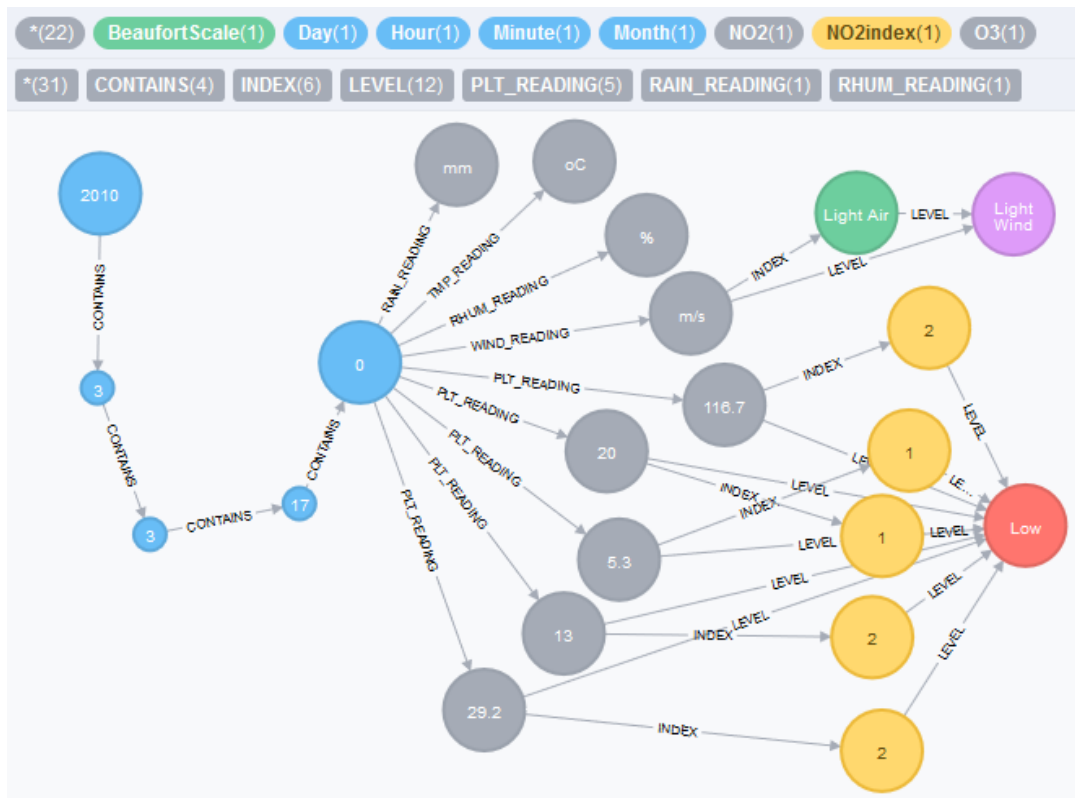 *(22) BeaufortScale(1) Day(1) Hour(1) Minute(1) Month(1) NO2(1) NO2index(1) O3(1)
*(31) CONTAINS(4) INDEX(6) LEVEL(12) PLT_READING(5) RAIN_READING(1) RHUM_READING(1)
2010
CONTAINS
3
CONTAINS
3
CONTAINS
17
CONTAINS
0
RAIN_READING
mm
TMP_READING
oC
RHUM_READING
%
WIND_READING
m/s
INDEX
Light Air
LEVEL
Light
Wind
LEVEL
PLT_READING
116.7
INDEX
2
LEVEL
LE...
PLT_READING
20
LEVEL
INDEX
PLT_READING
5.3
INDEX
1
LEVEL
1
LEVEL
Low
PLT_READING
13
LEVEL
INDEX
2
LEVEL
PLT_READING
29.2
LEVEL
INDEX
2
LEVEL